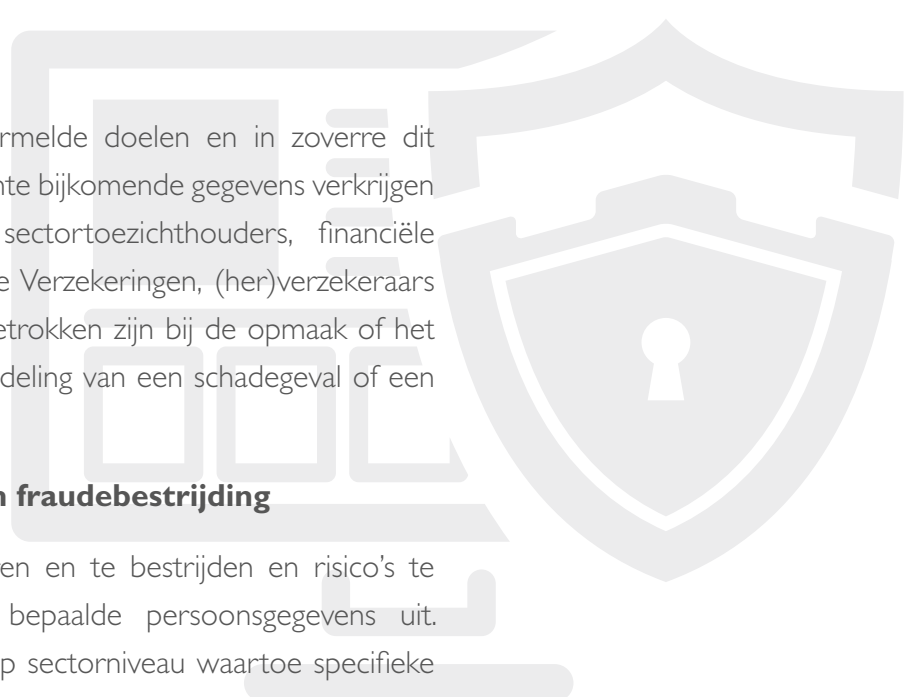 rmelde doelen en in zoverre dit
nte bijkomende gegevens verkrijgen
sectortoezichthouders, financiële
e Verzekeringen, (her)verzekeraars
etrokken zijn bij de opmaak of het
deling van een schadegeval of een
n fraudebestrijding
en en te bestrijden en risico's te
bepaalde persoonsgegevens uit.
p sectorniveau waartoe specifieke